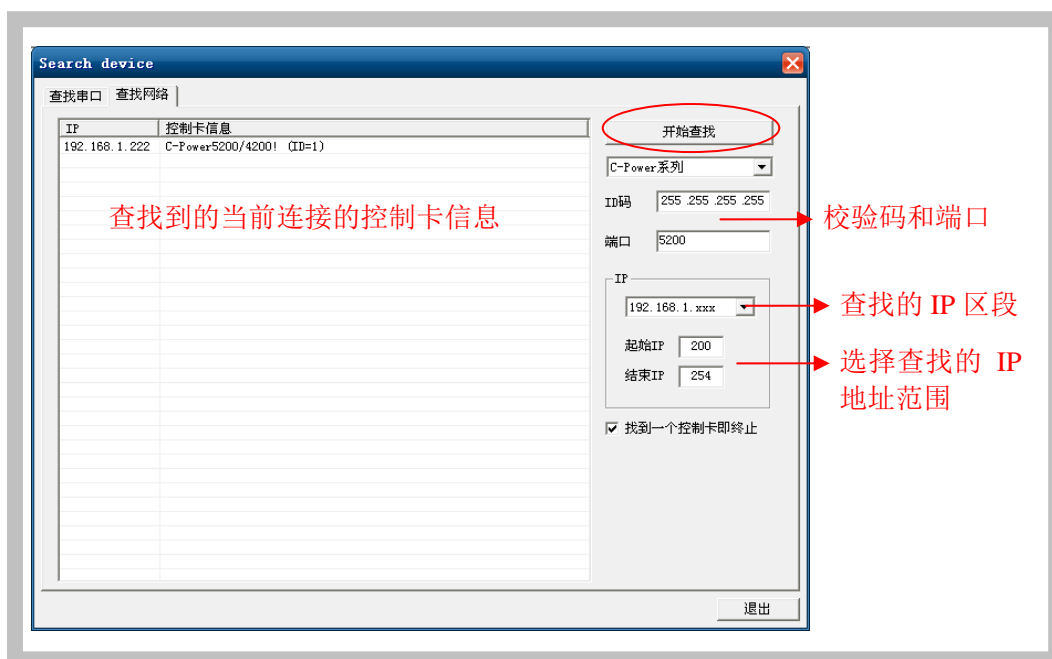 Search device
查找串口 查找网络
IP 控制卡信息
192.168.1.222 C-Power5200/4200! (ID=1)
查找到的当前连接的控制卡信息
开始查找
C-Power系列
ID码 255 .255 .255 .255
校验码和端口
端口 5200
IP
192.168.1.xxx
查找的 IP 区段
起始IP 200
结束IP 254
选择查找的 IP
地址范围
找到一个控制卡即终止
退出